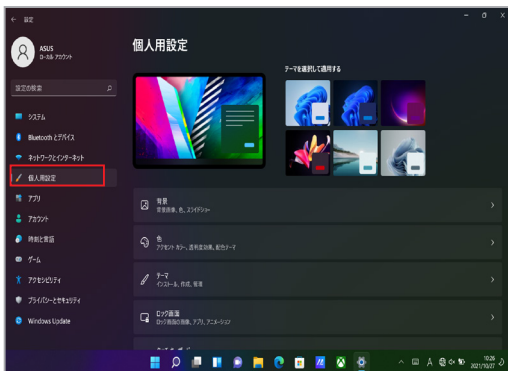 設定
ASUS
ローカル アカウント
設定の検索
システム
Bluetooth とデバイス
ネットワークとインターネット
個人用設定
アプリ
アカウント
時刻と言語
ゲーム
アクセシビリティ
プライバシーとセキュリティ
Windows Update
個人用設定
テーマを選択して適用する
背景
背景画像、色、スライドショー
色
アクセント カラー、透明度効果、配色テーマ
テーマ
インストール、作成、管理
ロック画面
ロック画面の画像、アプリ、アニメーション
A
10:26
2021/10/27